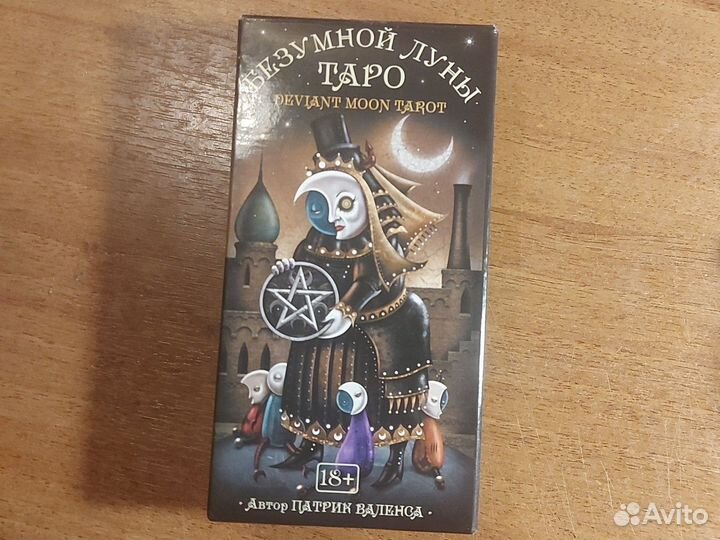 БЕЗУМНОЙ ЛУНЫ
ТАРО
DEVIANT MOON TAROT
18+
· Автор ПАТРИК ВАЛЕНСА ·
Avito